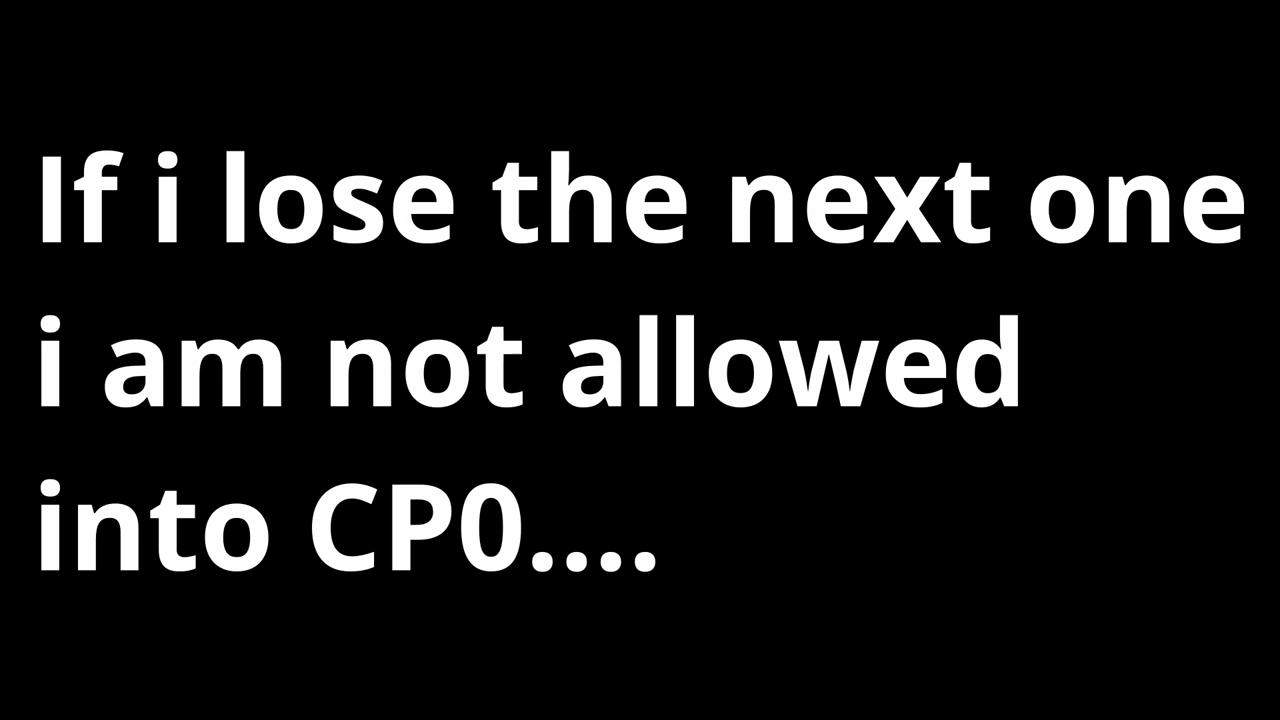 If i lose the next one
i am not allowed
into CP0....